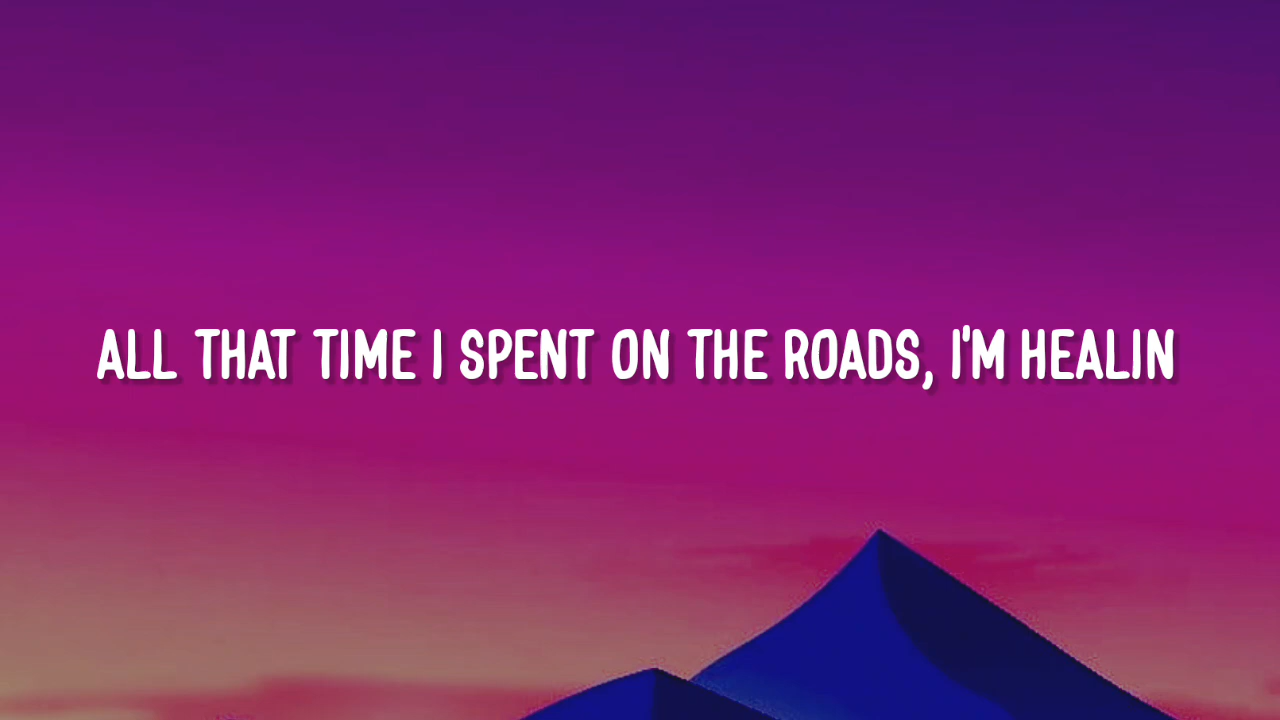 ALL THAT TIME I SPENT ON THE ROADS, I'M HEALIN